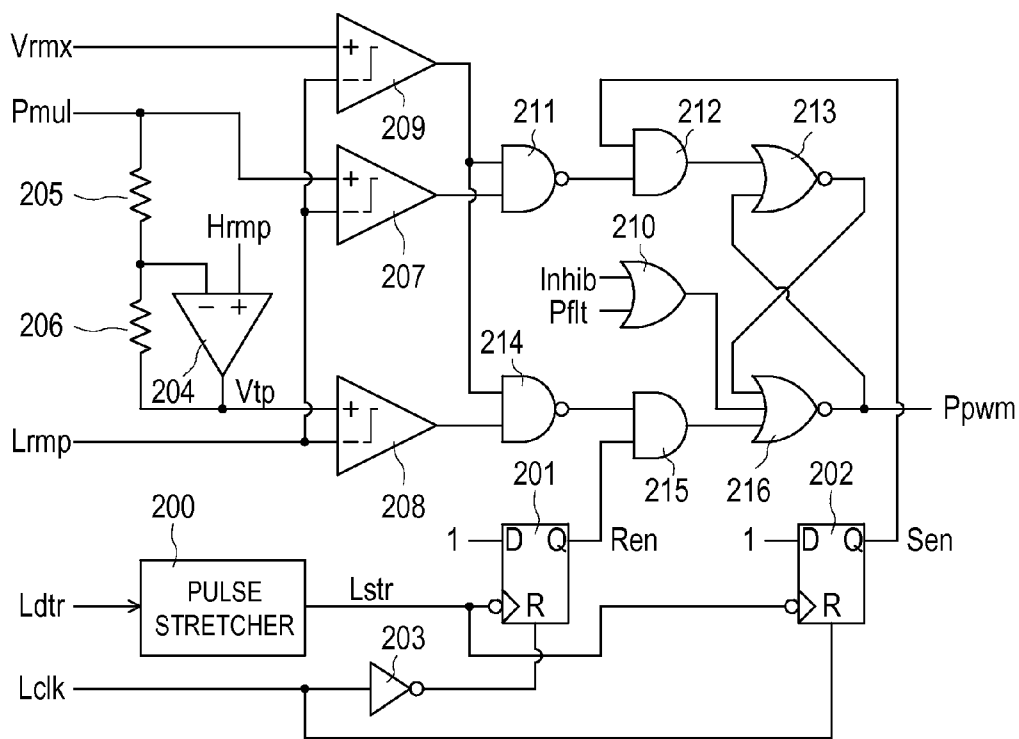 Vrmx
+
−
209
Pmul
211
212
213
205
+
−
207
Hrmp
− +
210
Inhib
Pflt
206
204
Vtp
214
+
−
208
Lrmp
Ppwm
215
216
201
202
200
1 D Q Ren
R
1 D Q Sen
R
Ldtr
PULSE
STRETCHER
Lstr
203
Lclk